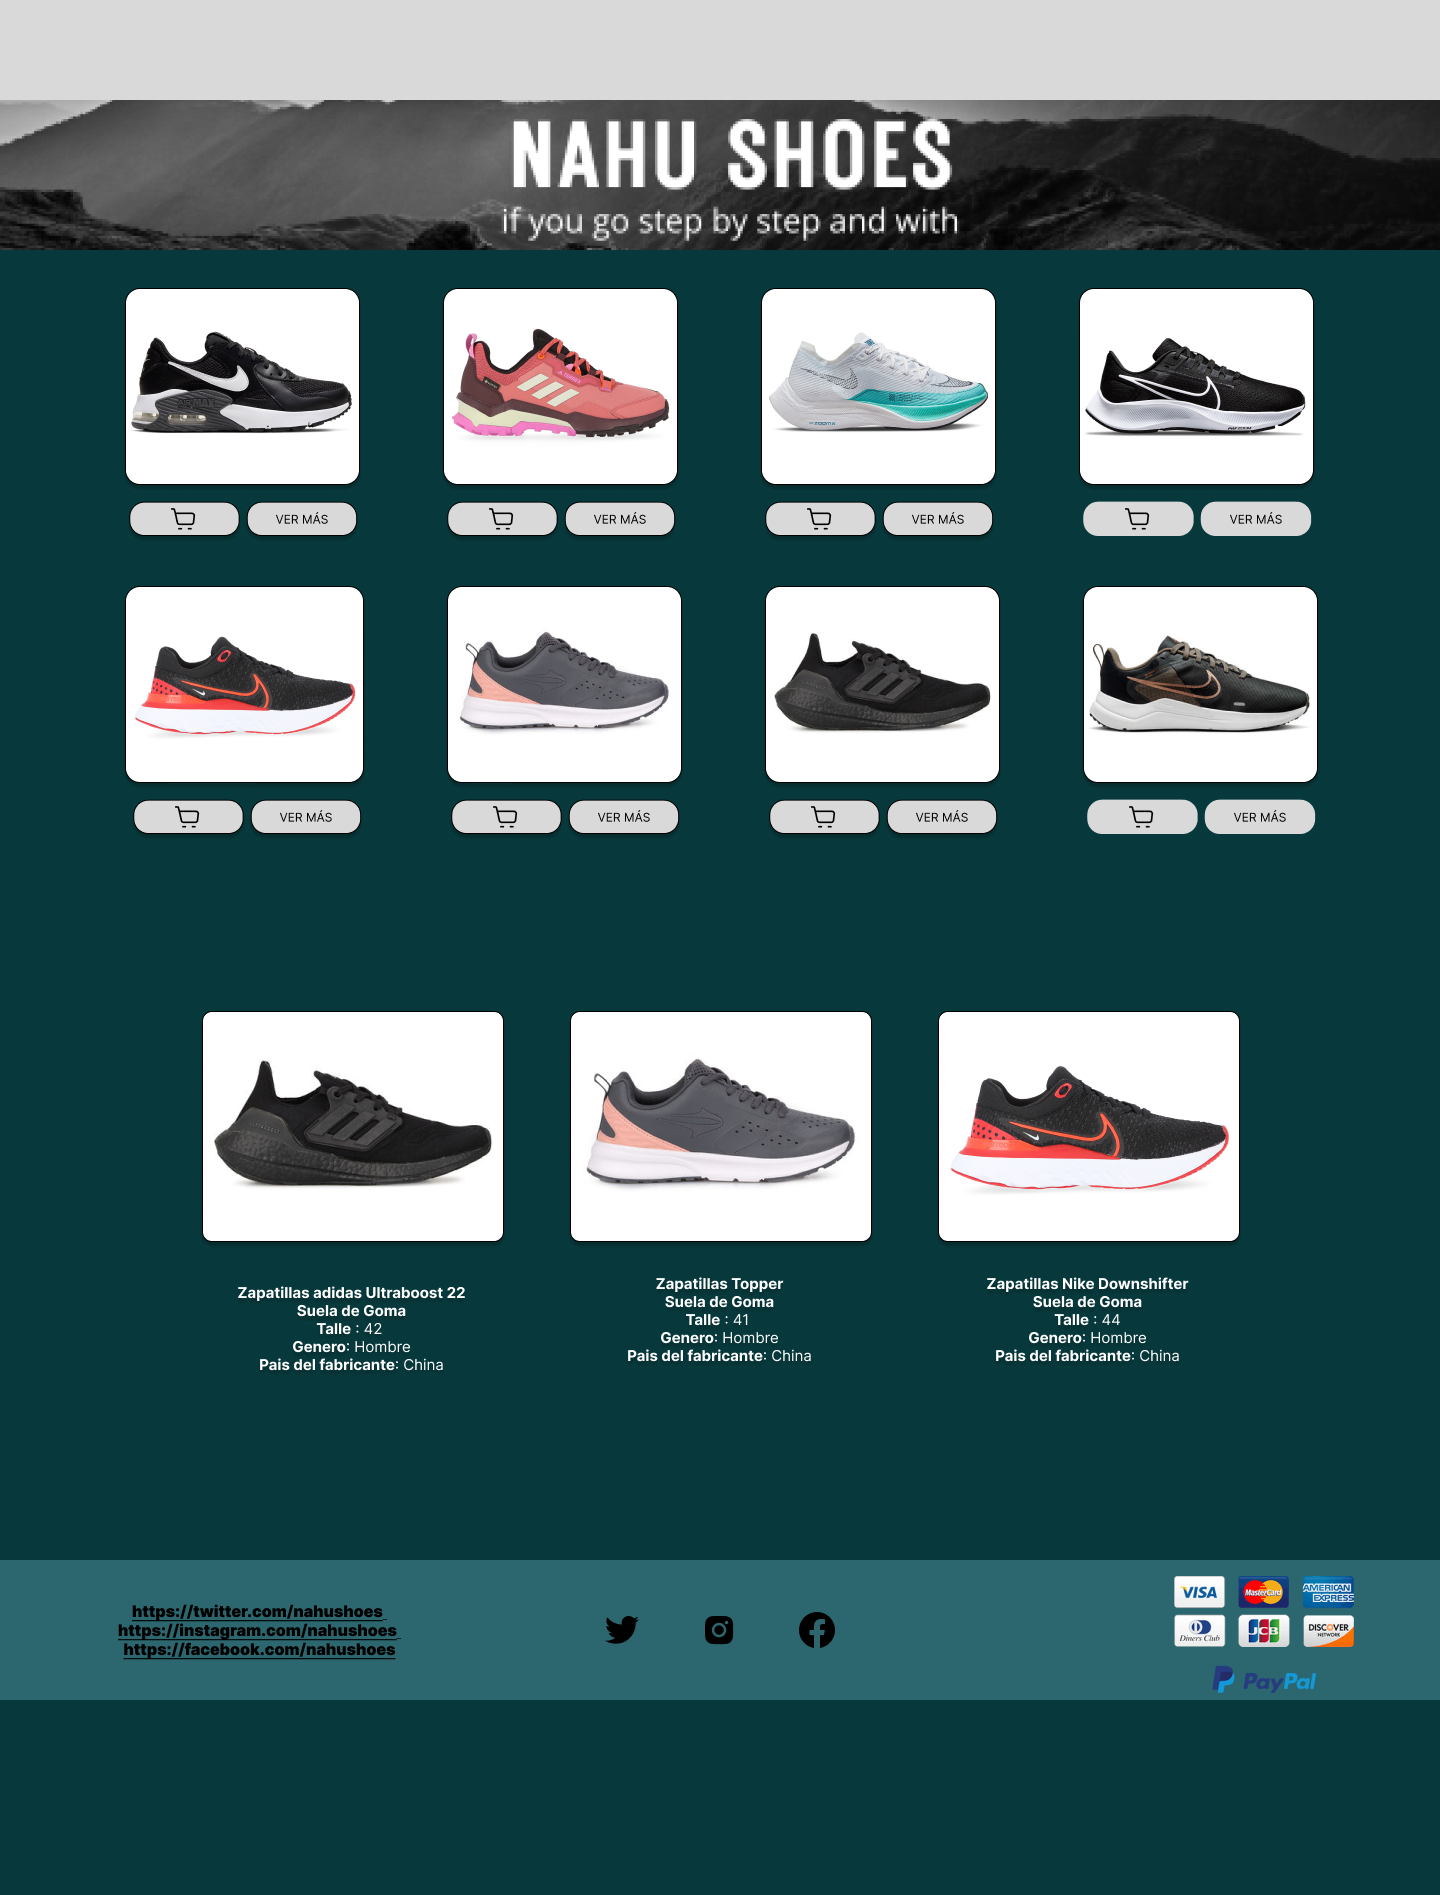 NAHU SHOES
if you go step by step and with
VER MÁS
VER MÁS
VER MÁS
VER MÁS
VER MÁS
VER MÁS
VER MÁS
VER MÁS
Zapatillas adidas Ultraboost 22
Suela de Goma
Talle : 42
Genero: Hombre
Pais del fabricante: China
Zapatillas Topper
Suela de Goma
Talle : 41
Genero: Hombre
Pais del fabricante: China
Zapatillas Nike Downshifter
Suela de Goma
Talle : 44
Genero: Hombre
Pais del fabricante: China
https://twitter.com/nahushoes
https://instagram.com/nahushoes
https://facebook.com/nahushoes
VISA
MasterCard
AMERICAN
EXPRESS
Diners Club
JCB
DISCOVER
NETWORK
PayPal